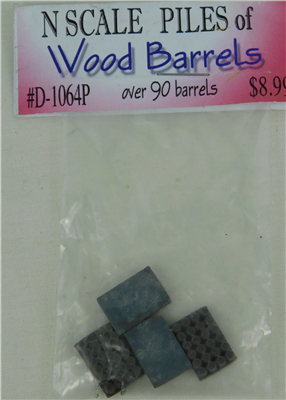 N SCALE PILES of
Wood Barrels
#D-1064P over 90 barrels $8.99